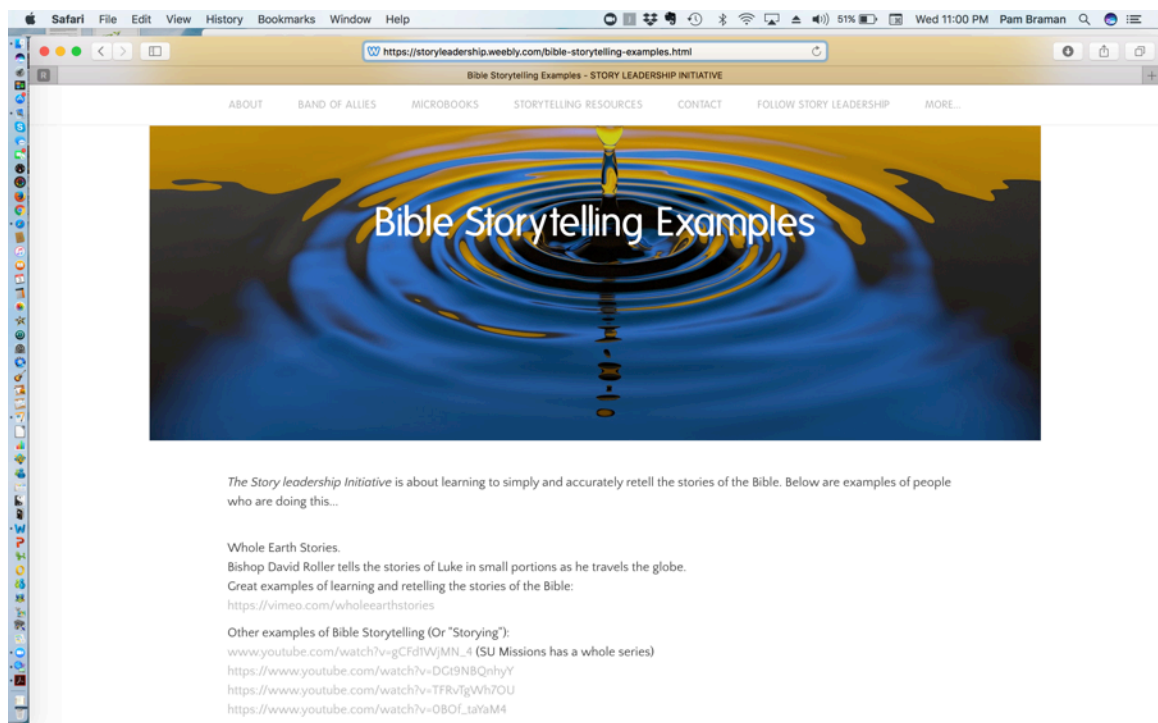 Safari File Edit View History Bookmarks Window Help 51% Wed 11:00 PM Pam Braman
https://storyleadership.weebly.com/bible-storytelling-examples.html
R Bible Storytelling Examples - STORY LEADERSHIP INITIATIVE
ABOUT BAND OF ALLIES MICROBOOKS STORYTELLING RESOURCES CONTACT FOLLOW STORY LEADERSHIP MORE...
Bible Storytelling Examples
The Story leadership Initiative is about learning to simply and accurately retell the stories of the Bible. Below are examples of people
who are doing this...
Whole Earth Stories.
Bishop David Roller tells the stories of Luke in small portions as he travels the globe.
Great examples of learning and retelling the stories of the Bible:
https://vimeo.com/wholeearthstories
Other examples of Bible Storytelling (Or "Storying"):
www.youtube.com/watch?v=gCFd1WjMN_4 (SU Missions has a whole series)
https://www.youtube.com/watch?v=DGt9NBQnhyY
https://www.youtube.com/watch?v=TFRvTgWh7OU
https://www.youtube.com/watch?v=0BOf_taYaM4